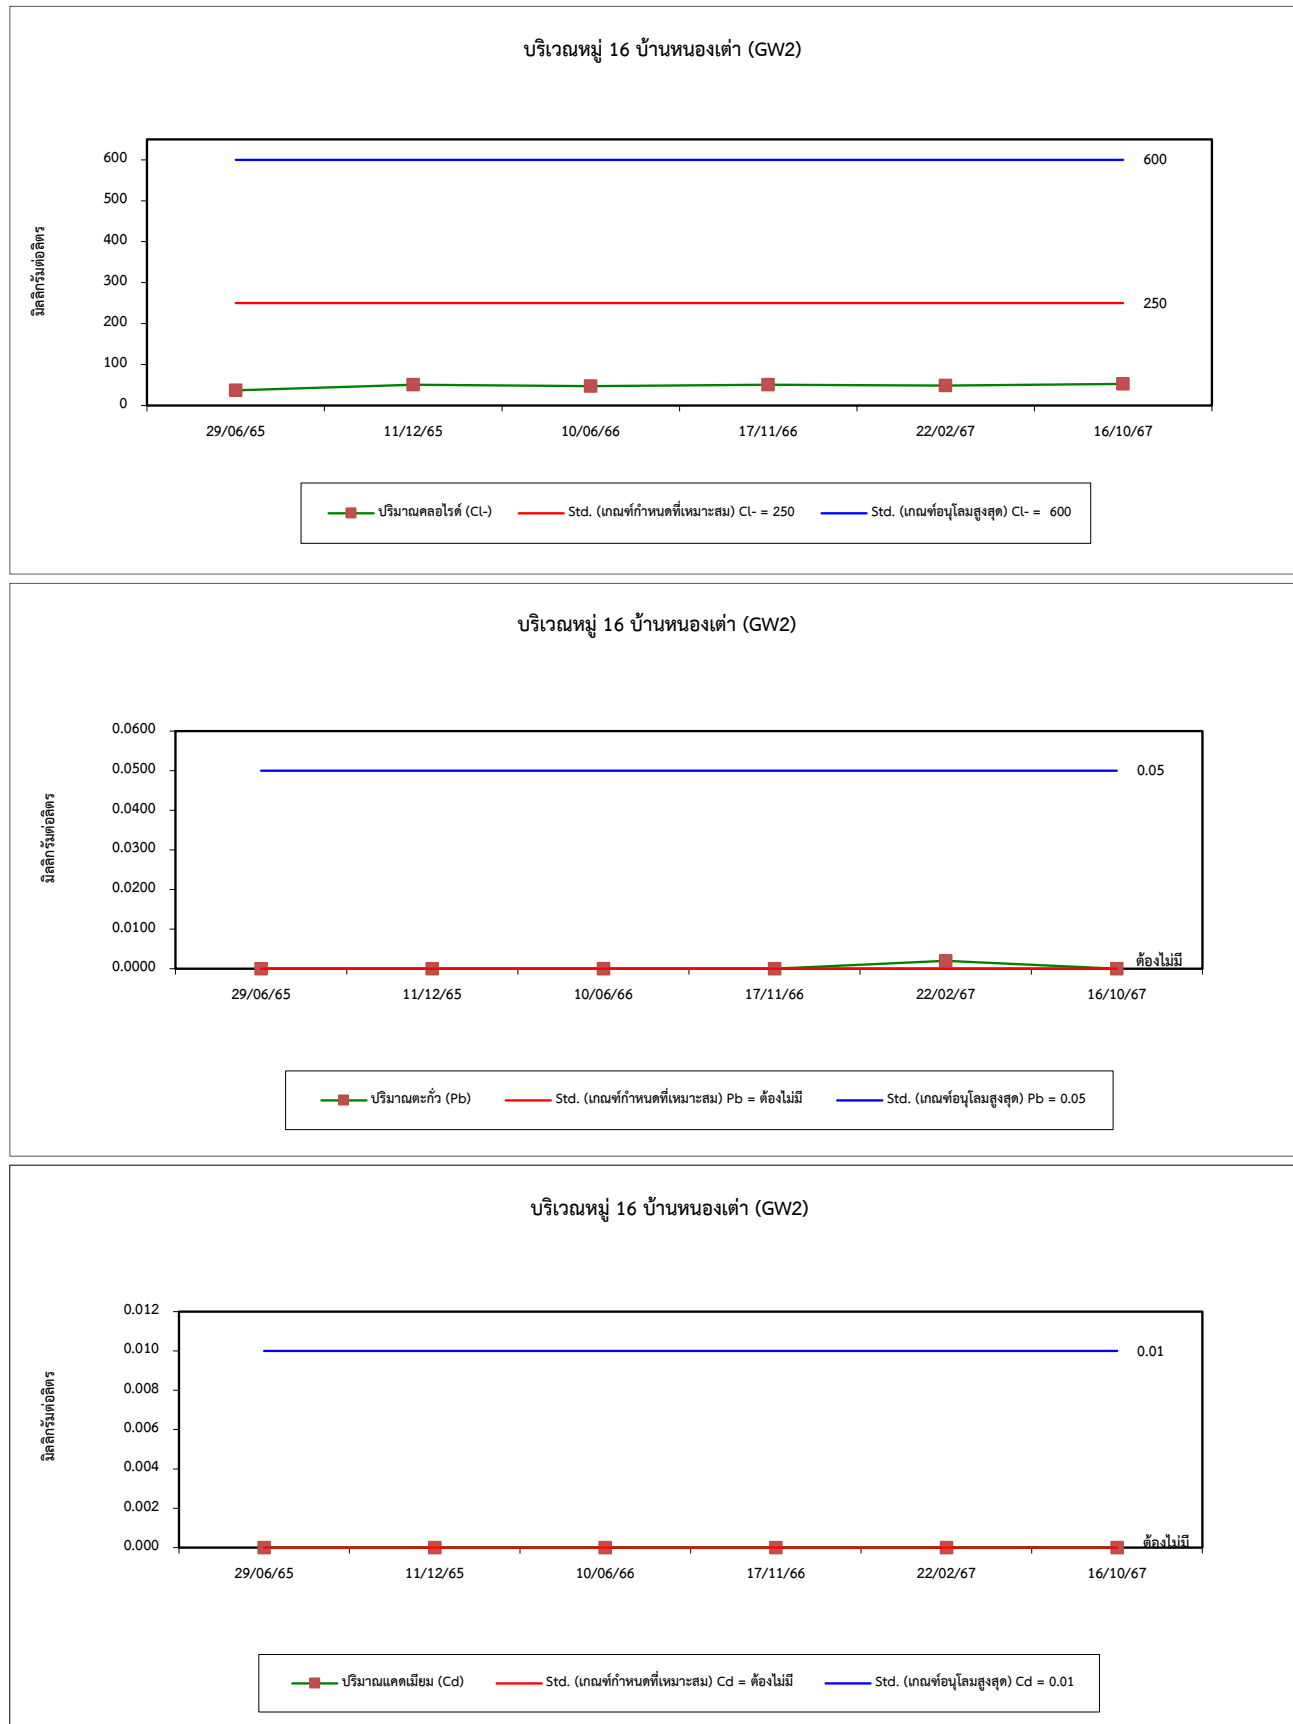 บริเวณหมู่ 16 บ้านหนองเต่า (GW2)
มิลลิกรัมต่อลิตร
600
500
400
300
200
100
0
600
250
29/06/65 11/12/65 10/06/66 17/11/66 22/02/67 16/10/67
ปริมาณคลอไรด์ (Cl-) Std. (เกณฑ์กำหนดที่เหมาะสม) Cl- = 250 Std. (เกณฑ์อนุโลมสูงสุด) Cl- = 600
บริเวณหมู่ 16 บ้านหนองเต่า (GW2)
มิลลิกรัมต่อลิตร
0.0600
0.0500
0.0400
0.0300
0.0200
0.0100
0.0000
0.05
ต้องไม่มี
29/06/65 11/12/65 10/06/66 17/11/66 22/02/67 16/10/67
ปริมาณตะกั่ว (Pb) Std. (เกณฑ์กำหนดที่เหมาะสม) Pb = ต้องไม่มี Std. (เกณฑ์อนุโลมสูงสุด) Pb = 0.05
บริเวณหมู่ 16 บ้านหนองเต่า (GW2)
มิลลิกรัมต่อลิตร
0.012
0.010
0.008
0.006
0.004
0.002
0.000
0.01
ต้องไม่มี
29/06/65 11/12/65 10/06/66 17/11/66 22/02/67 16/10/67
ปริมาณแคดเมียม (Cd) Std. (เกณฑ์กำหนดที่เหมาะสม) Cd = ต้องไม่มี Std. (เกณฑ์อนุโลมสูงสุด) Cd = 0.01